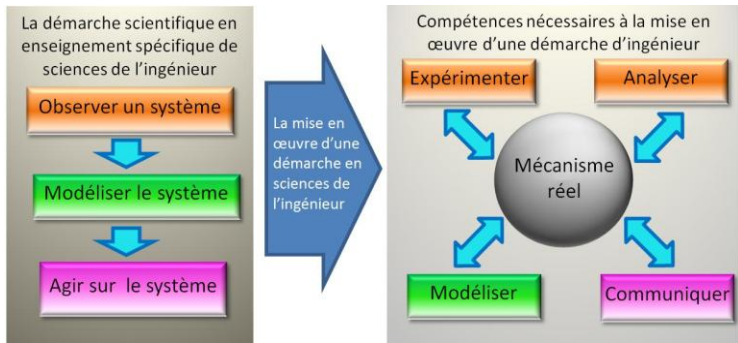 La démarche scientifique en
enseignement spécifique de
sciences de l'ingénieur
Observer un système
Modéliser le système
Agir sur le système
La mise en
œuvre d'une
démarche en
sciences de
l'ingénieur
Compétences nécessaires à la mise en
œuvre d'une démarche d'ingénieur
Expérimenter
Analyser
Mécanisme
réel
Modéliser
Communiquer